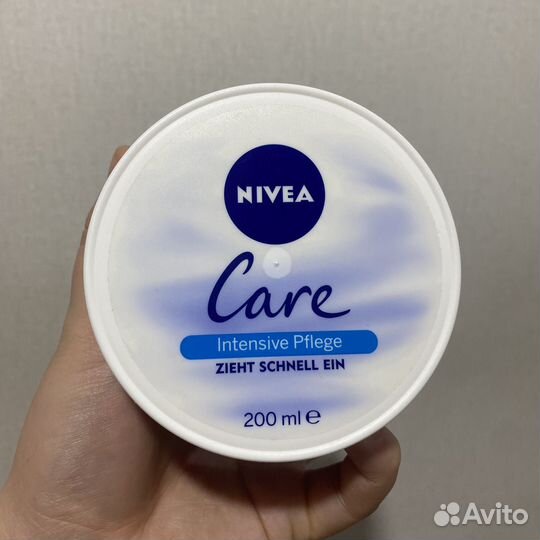 NIVEA
Care
Intensive Pflege
ZIEHT SCHNELL EIN
200 ml ℮
Avito